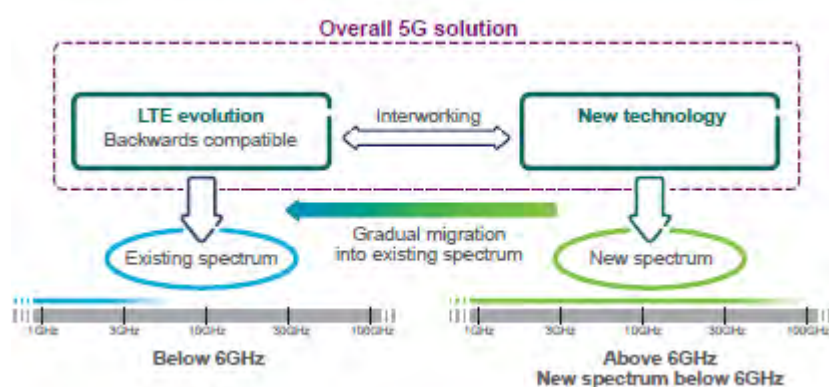 Overall 5G solution
LTE evolution
Backwards compatible
Interworking
New technology
Gradual migration
into existing spectrum
Existing spectrum
New spectrum
1GHz 3GHz 10GHz 30GHz 100GHz
1GHz 3GHz 10GHz 30GHz 100GHz
Below 6GHz
Above 6GHz
New spectrum below 6GHz